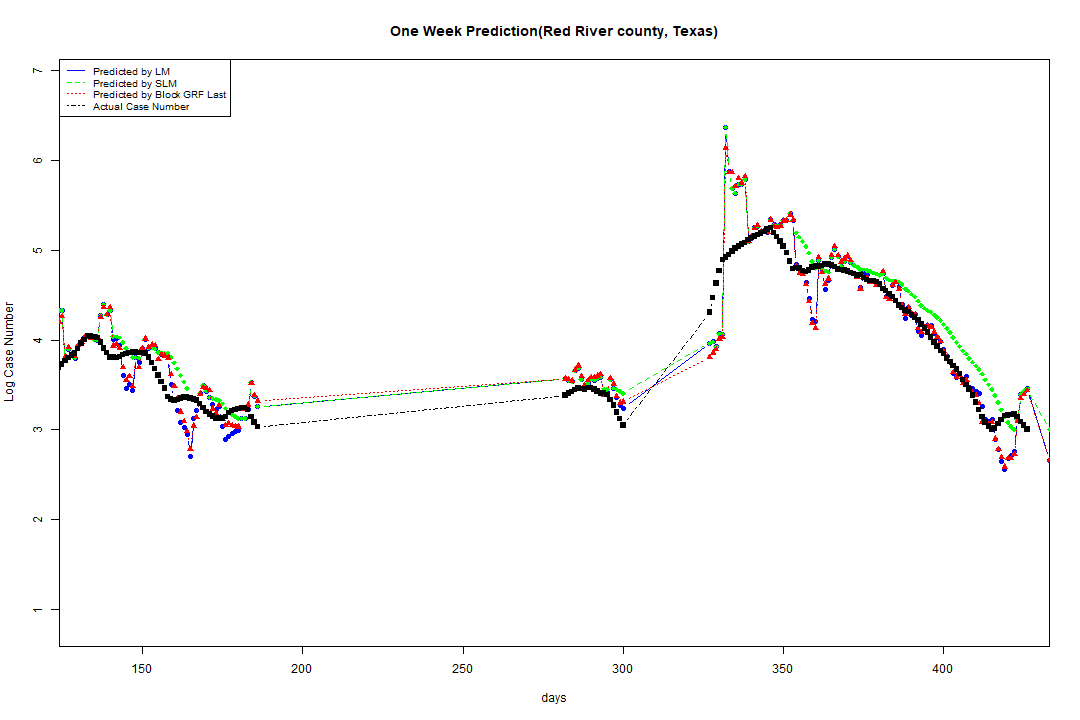 One Week Prediction(Red River county, Texas)
Predicted by LM
Predicted by SLM
Predicted by Block GRF Last
Actual Case Number
Log Case Number
7
6
5
4
3
2
1
150 200 250 300 350 400
days